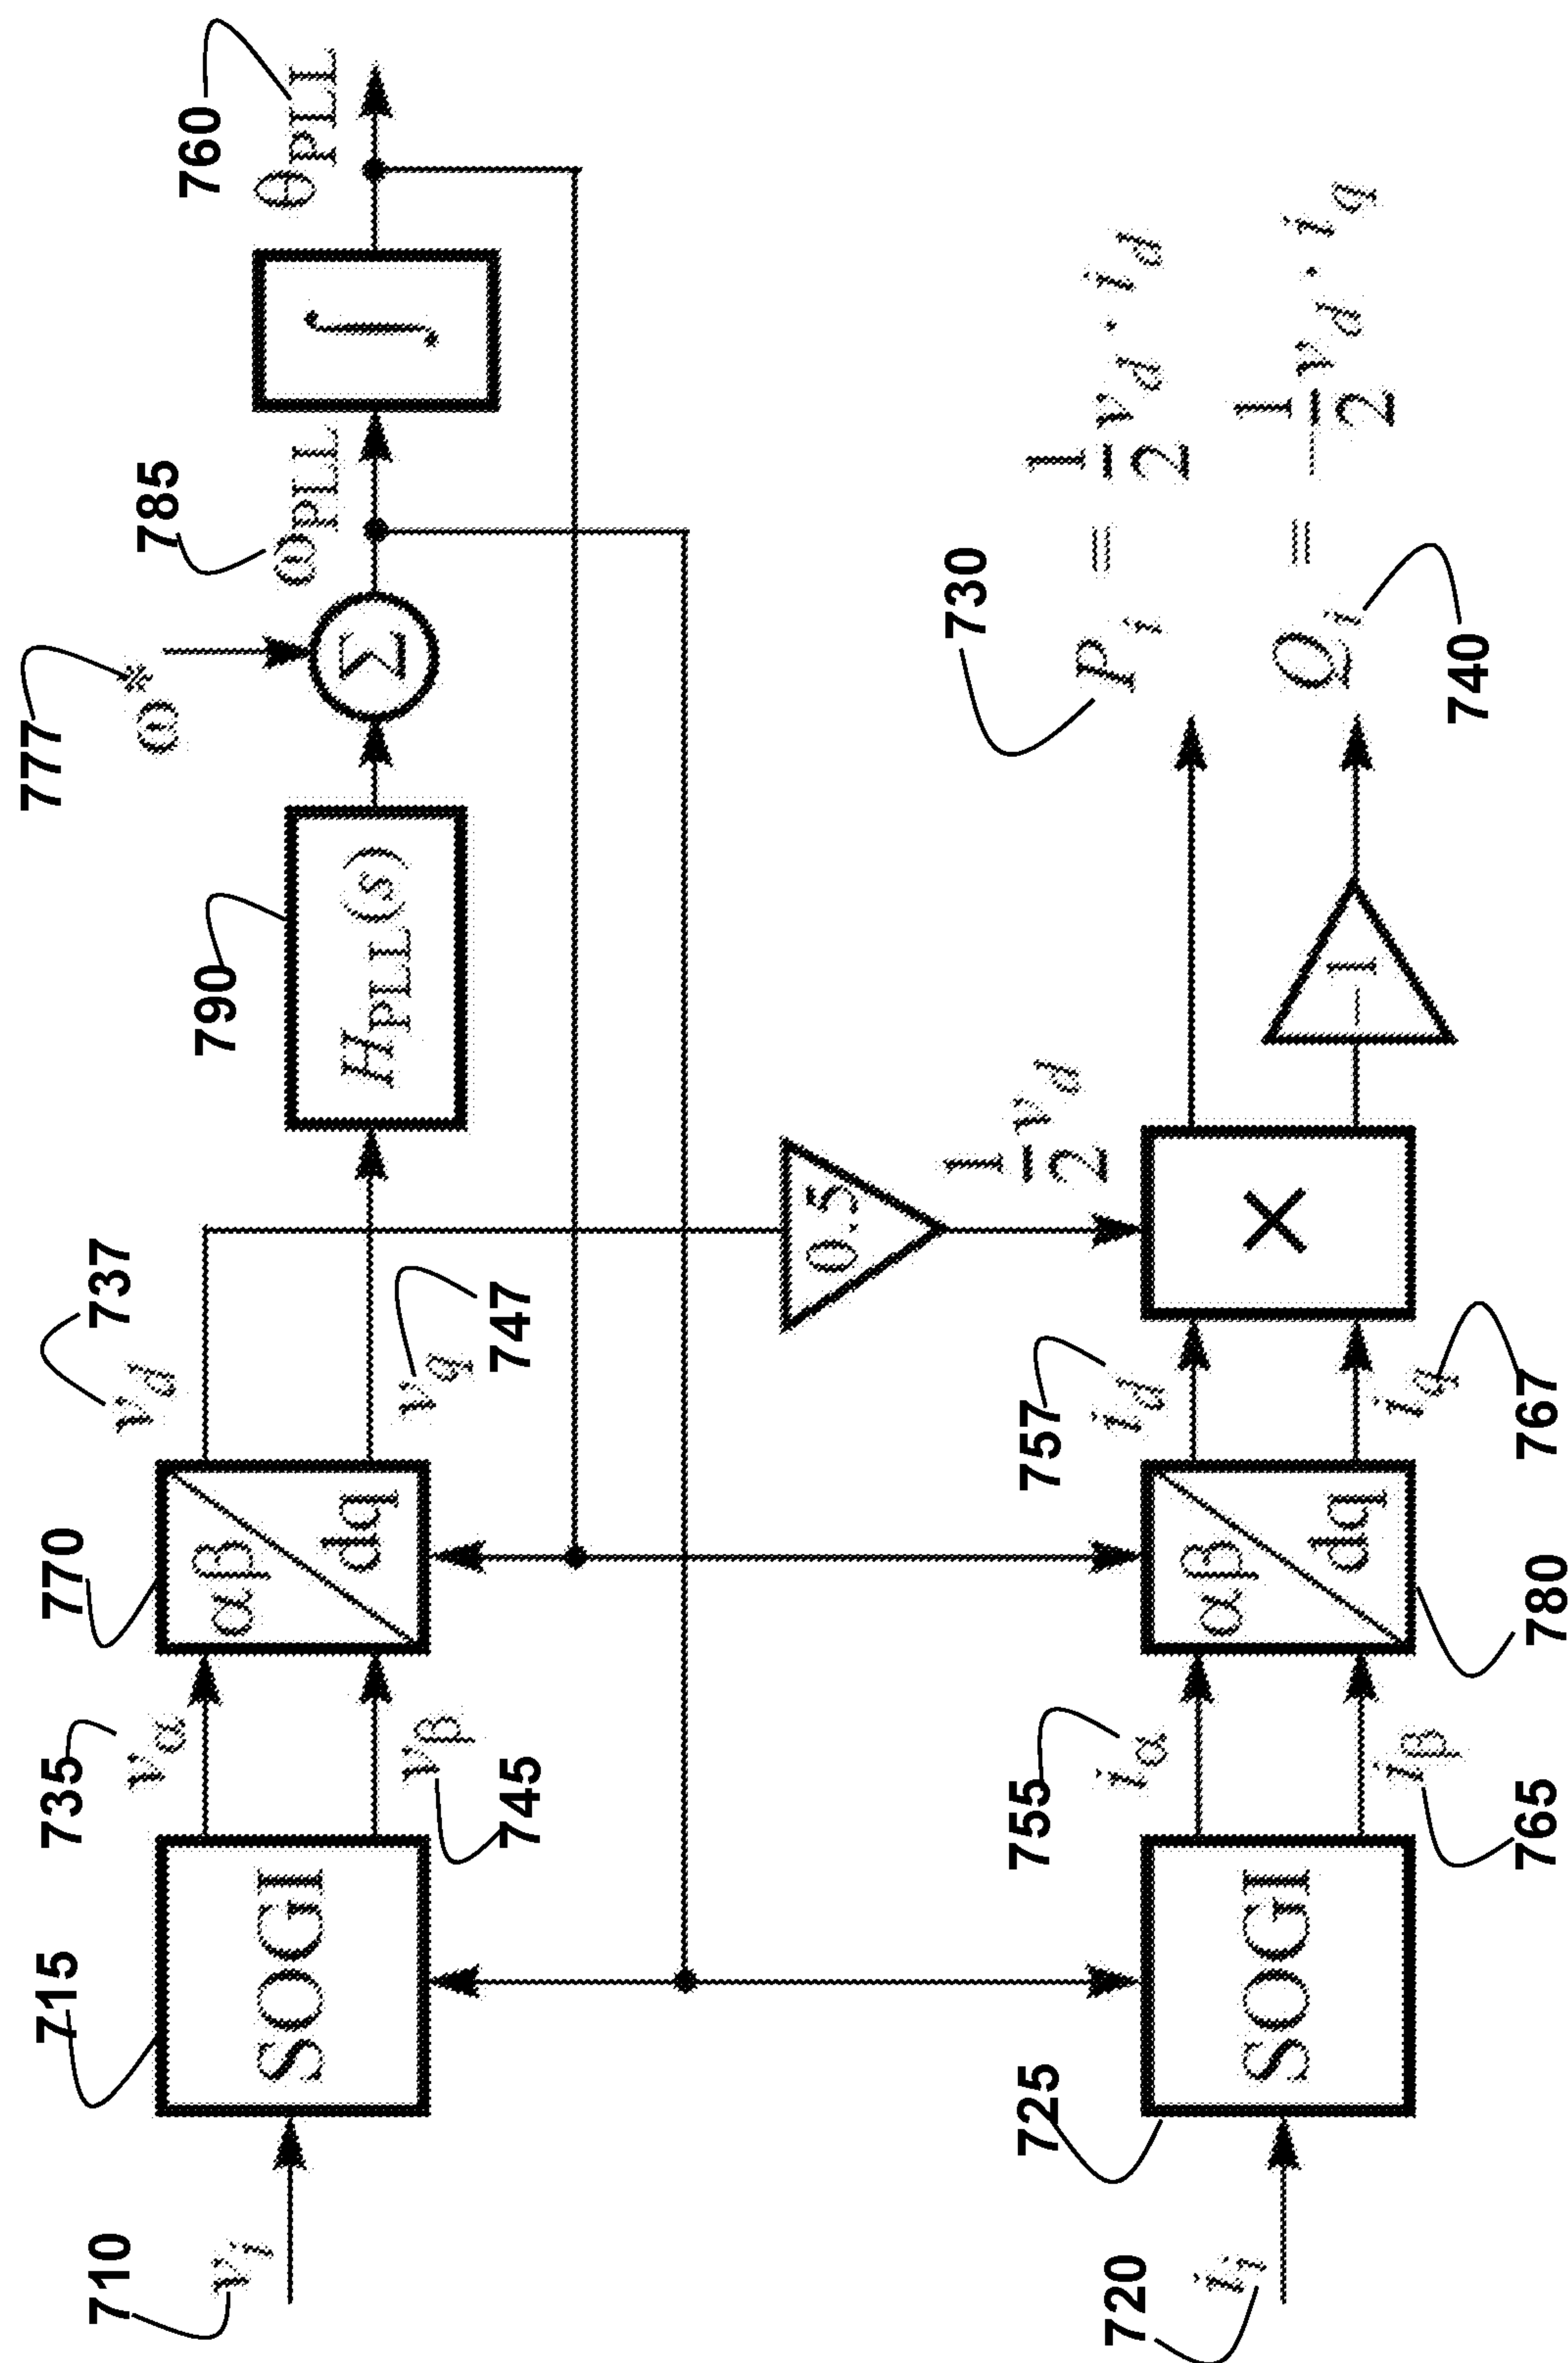 777
ω*
760
θPLL
785
ωPLL
790
HPLL(s)
Σ
∫
737
vd
770
αβ
dq
735
vα
715
SOGI
710
vi
vq
747
vβ
745
0.5
1/2 vd
730
Pi = 1/2 vd · id
Qi = −1/2 vd · iq
740
−1
×
757
id
755
iα
αβ
dq
iq
767
780
725
SOGI
iβ
765
720
ii